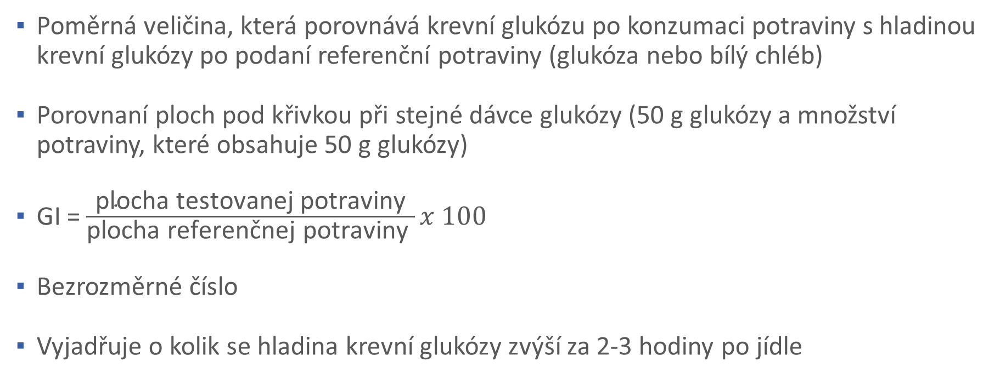 ▪ Poměrná veličina, která porovnává krevní glukózu po konzumaci potraviny s hladinou
krevní glukózy po podaní referenční potraviny (glukóza nebo bílý chléb)
▪ Porovnaní ploch pod křivkou při stejné dávce glukózy (50 g glukózy a množství
potraviny, které obsahuje 50 g glukózy)
▪ GI = plocha testovanej potraviny
plocha referenčnej potraviny x 100
▪ Bezrozměrné číslo
▪ Vyjadřuje o kolik se hladina krevní glukózy zvýší za 2-3 hodiny po jídle